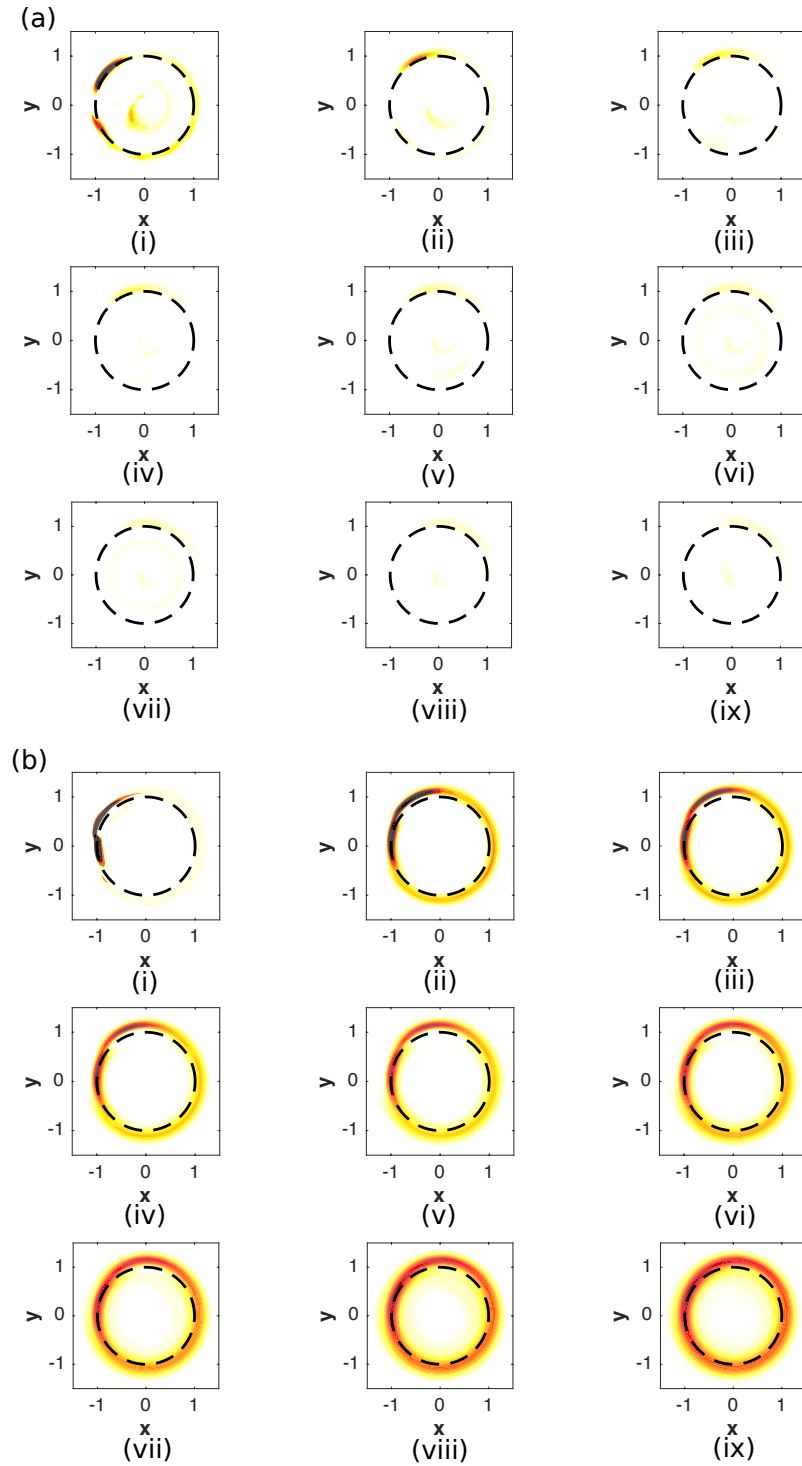 (a)
y 1 0 -1 y 1 0 -1 y 1 0 -1
-1 0 1 -1 0 1 -1 0 1
x x x
(i) (ii) (iii)
y 1 0 -1 y 1 0 -1 y 1 0 -1
-1 0 1 -1 0 1 -1 0 1
x x x
(iv) (v) (vi)
y 1 0 -1 y 1 0 -1 y 1 0 -1
-1 0 1 -1 0 1 -1 0 1
x x x
(vii) (viii) (ix)
(b)
y 1 0 -1 y 1 0 -1 y 1 0 -1
-1 0 1 -1 0 1 -1 0 1
x x x
(i) (ii) (iii)
y 1 0 -1 y 1 0 -1 y 1 0 -1
-1 0 1 -1 0 1 -1 0 1
x x x
(iv) (v) (vi)
y 1 0 -1 y 1 0 -1 y 1 0 -1
-1 0 1 -1 0 1 -1 0 1
x x x
(vii) (viii) (ix)